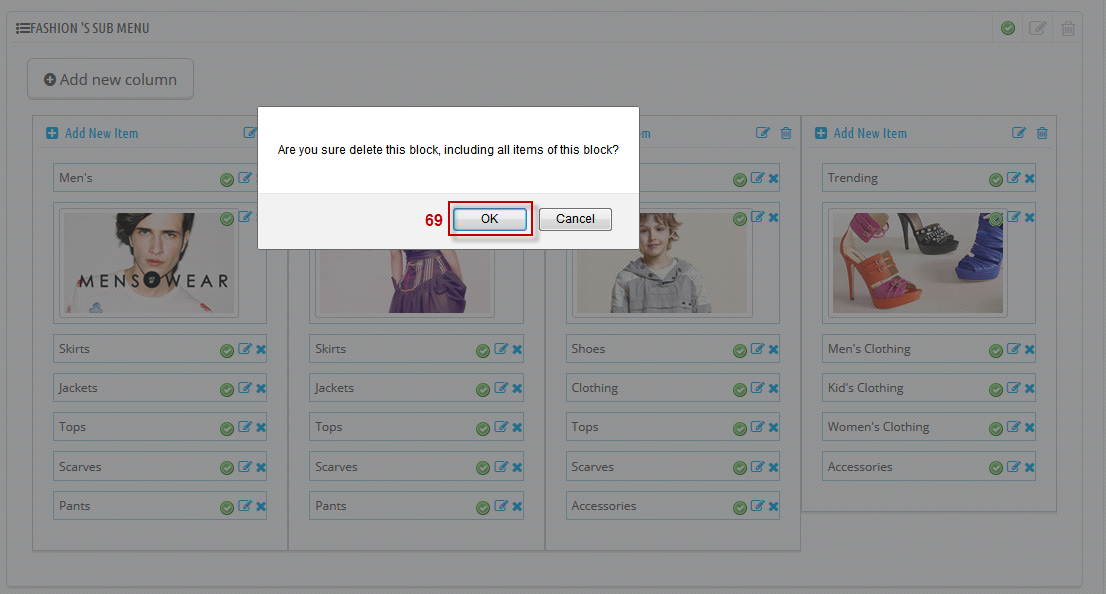 FASHION 'S SUB MENU
Add new column
Add New Item
Men's
MENSWEAR
Skirts
Jackets
Tops
Scarves
Pants
Skirts
Jackets
Tops
Scarves
Pants
em
Shoes
Clothing
Tops
Scarves
Accessories
Add New Item
Trending
Men's Clothing
Kid's Clothing
Women's Clothing
Accessories
Are you sure delete this block, including all items of this block?
69
OK
Cancel